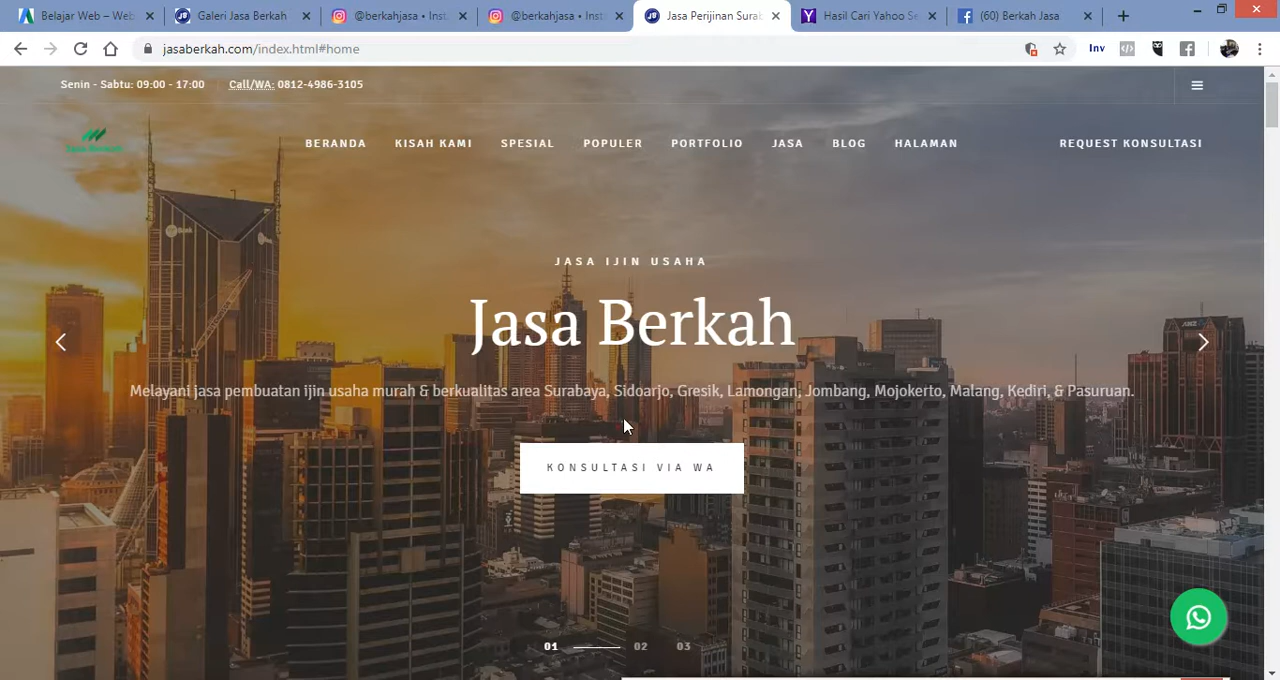 Belajar Web – Web
Galeri Jasa Berkah
@berkahjasa • Inst
@berkahjasa • Inst
Jasa Perijinan Surab
Hasil Cari Yahoo Se
(60) Berkah Jasa
jasaberkah.com/index.html#home
Inv
Senin - Sabtu: 09:00 - 17:00 Call/WA: 0812-4986-3105
Jasa Berkah
BERANDA KISAH KAMI SPESIAL POPULER PORTFOLIO JASA BLOG HALAMAN REQUEST KONSULTASI
JASA IJIN USAHA
Jasa Berkah
Melayani jasa pembuatan ijin usaha murah & berkualitas area Surabaya, Sidoarjo, Gresik, Lamongan, Jombang, Mojokerto, Malang, Kediri, & Pasuruan.
KONSULTASI VIA WA
01 02 03